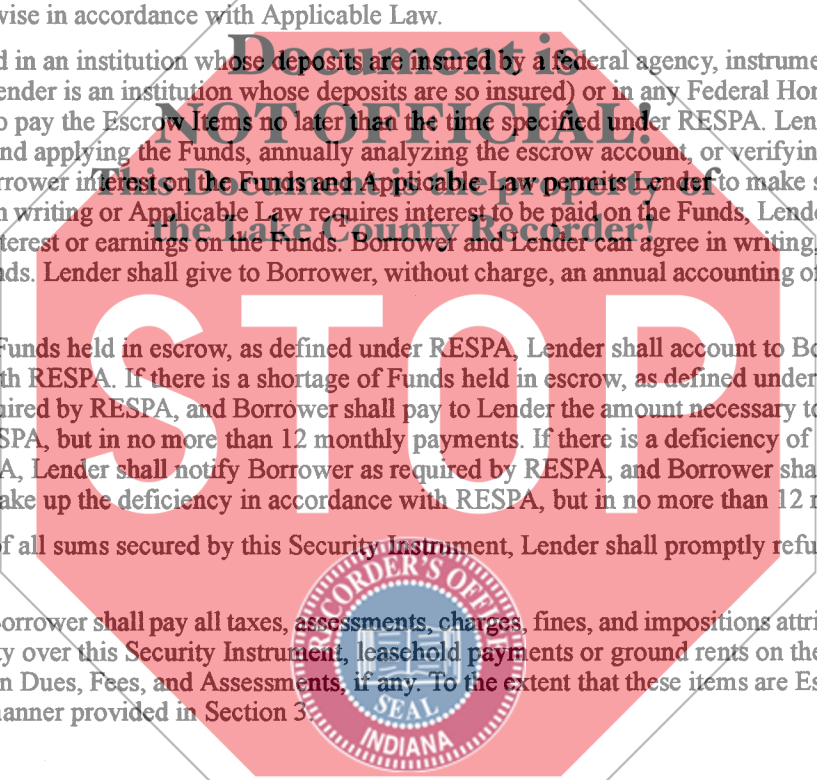 wise in accordance with Applicable Law.
Document is
d in an institution whose deposits are insured by a federal agency, instrume
ender is an institution whose deposits are so insured) or in any Federal Hor
NOT OFFICIAL!
o pay the Escrow Items no later than the time specified under RESPA. Len
nd applying the Funds, annually analyzing the escrow account, or verifyin
This Document is the property
rrower interest on the Funds and Applicable Law permits Lender to make s
n writing or Applicable Law requires interest to be paid on the Funds, Lende
the Lake County Recorder!
terest or earnings on the Funds. Borrower and Lender can agree in writing,
nds. Lender shall give to Borrower, without charge, an annual accounting of
STOP
Funds held in escrow, as defined under RESPA, Lender shall account to Bo
th RESPA. If there is a shortage of Funds held in escrow, as defined under
uired by RESPA, and Borrower shall pay to Lender the amount necessary to
SPA, but in no more than 12 monthly payments. If there is a deficiency of
A, Lender shall notify Borrower as required by RESPA, and Borrower sha
ake up the deficiency in accordance with RESPA, but in no more than 12 m
of all sums secured by this Security Instrument, Lender shall promptly refu
orrower shall pay all taxes, assessments, charges, fines, and impositions attri
ty over this Security Instrument, leasehold payments or ground rents on the
n Dues, Fees, and Assessments, if any. To the extent that these items are Es
anner provided in Section 3.
RECORDER'S OFFICE
SEAL
INDIANA